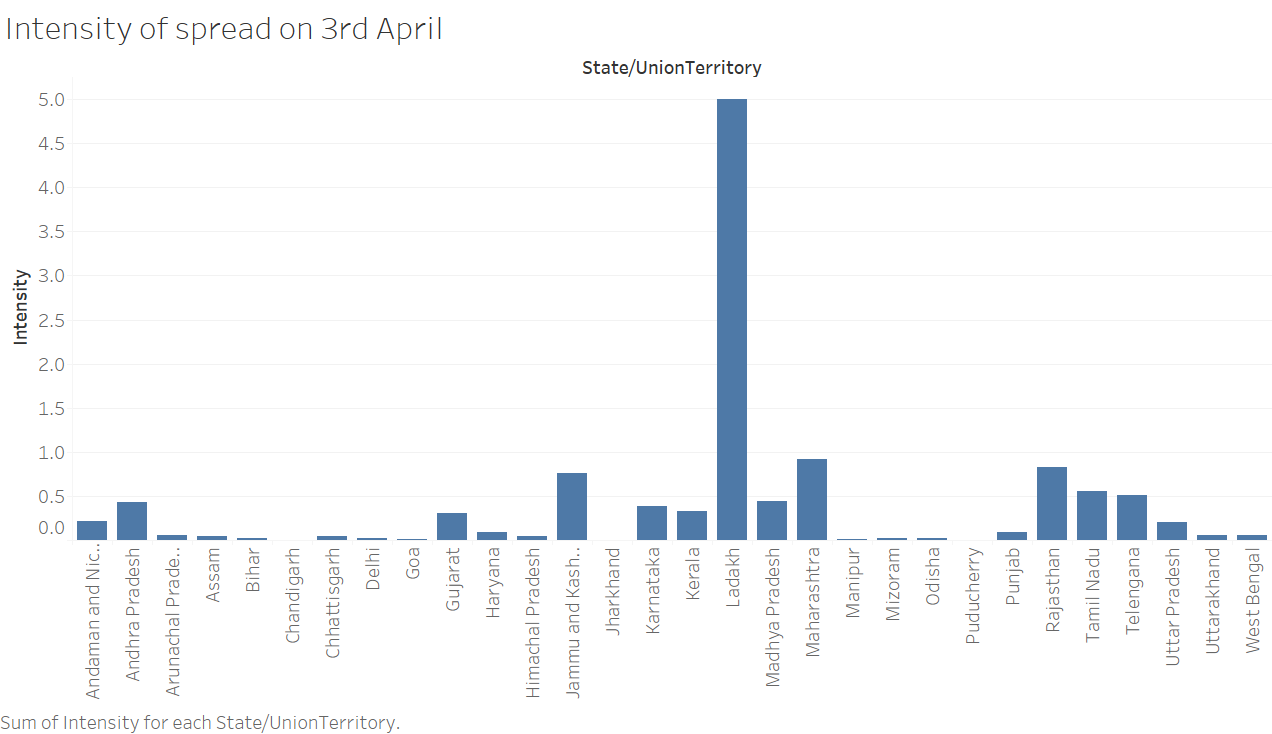 Intensity of spread on 3rd April
State/UnionTerritory
Intensity
5.0
4.5
4.0
3.5
3.0
2.5
2.0
1.5
1.0
0.5
0.0
Andaman and Nic..
Andhra Pradesh
Arunachal Prade..
Assam
Bihar
Chandigarh
Chhattisgarh
Delhi
Goa
Gujarat
Haryana
Himachal Pradesh
Jammu and Kash..
Jharkhand
Karnataka
Kerala
Ladakh
Madhya Pradesh
Maharashtra
Manipur
Mizoram
Odisha
Puducherry
Punjab
Rajasthan
Tamil Nadu
Telengana
Uttar Pradesh
Uttarakhand
West Bengal
Sum of Intensity for each State/UnionTerritory.